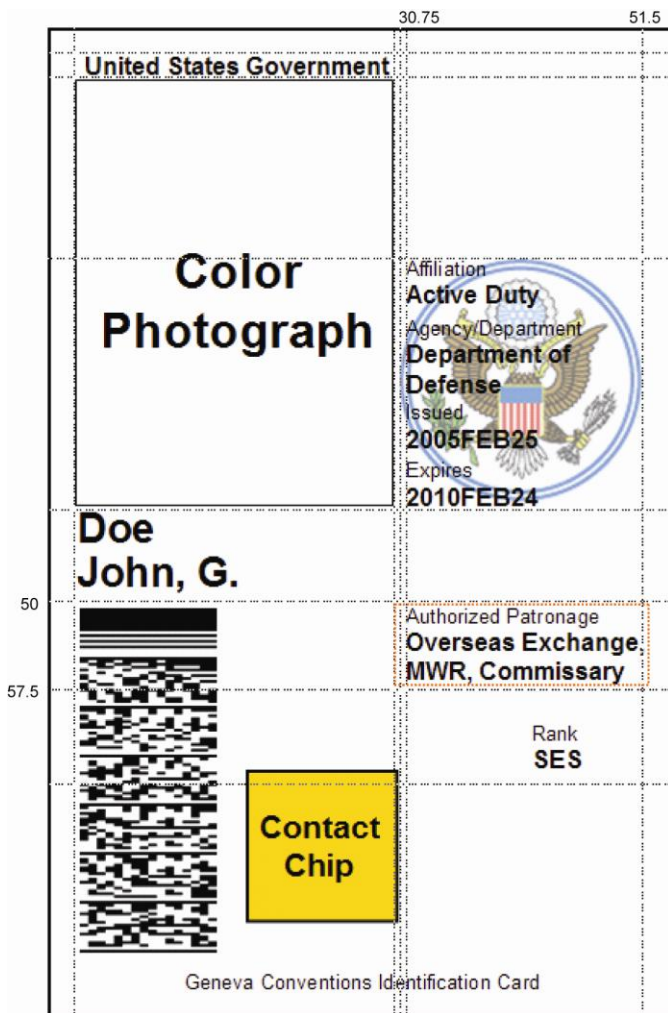 30.75 51.5
United States Government
Color
Photograph
Affiliation
Active Duty
Agency/Department
Department of
Defense
Issued
2005FEB25
Expires
2010FEB24
Doe
John, G.
50
Authorized Patronage
Overseas Exchange,
MWR, Commissary
57.5
Rank
SES
Contact
Chip
Geneva Conventions Identification Card